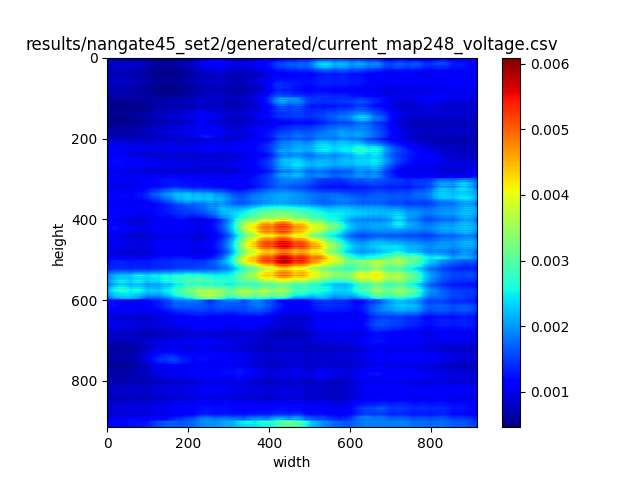 results/nangate45_set2/generated/current_map248_voltage.csv
0
200
400
600
800
height
0 200 400 600 800
width
0.006
0.005
0.004
0.003
0.002
0.001